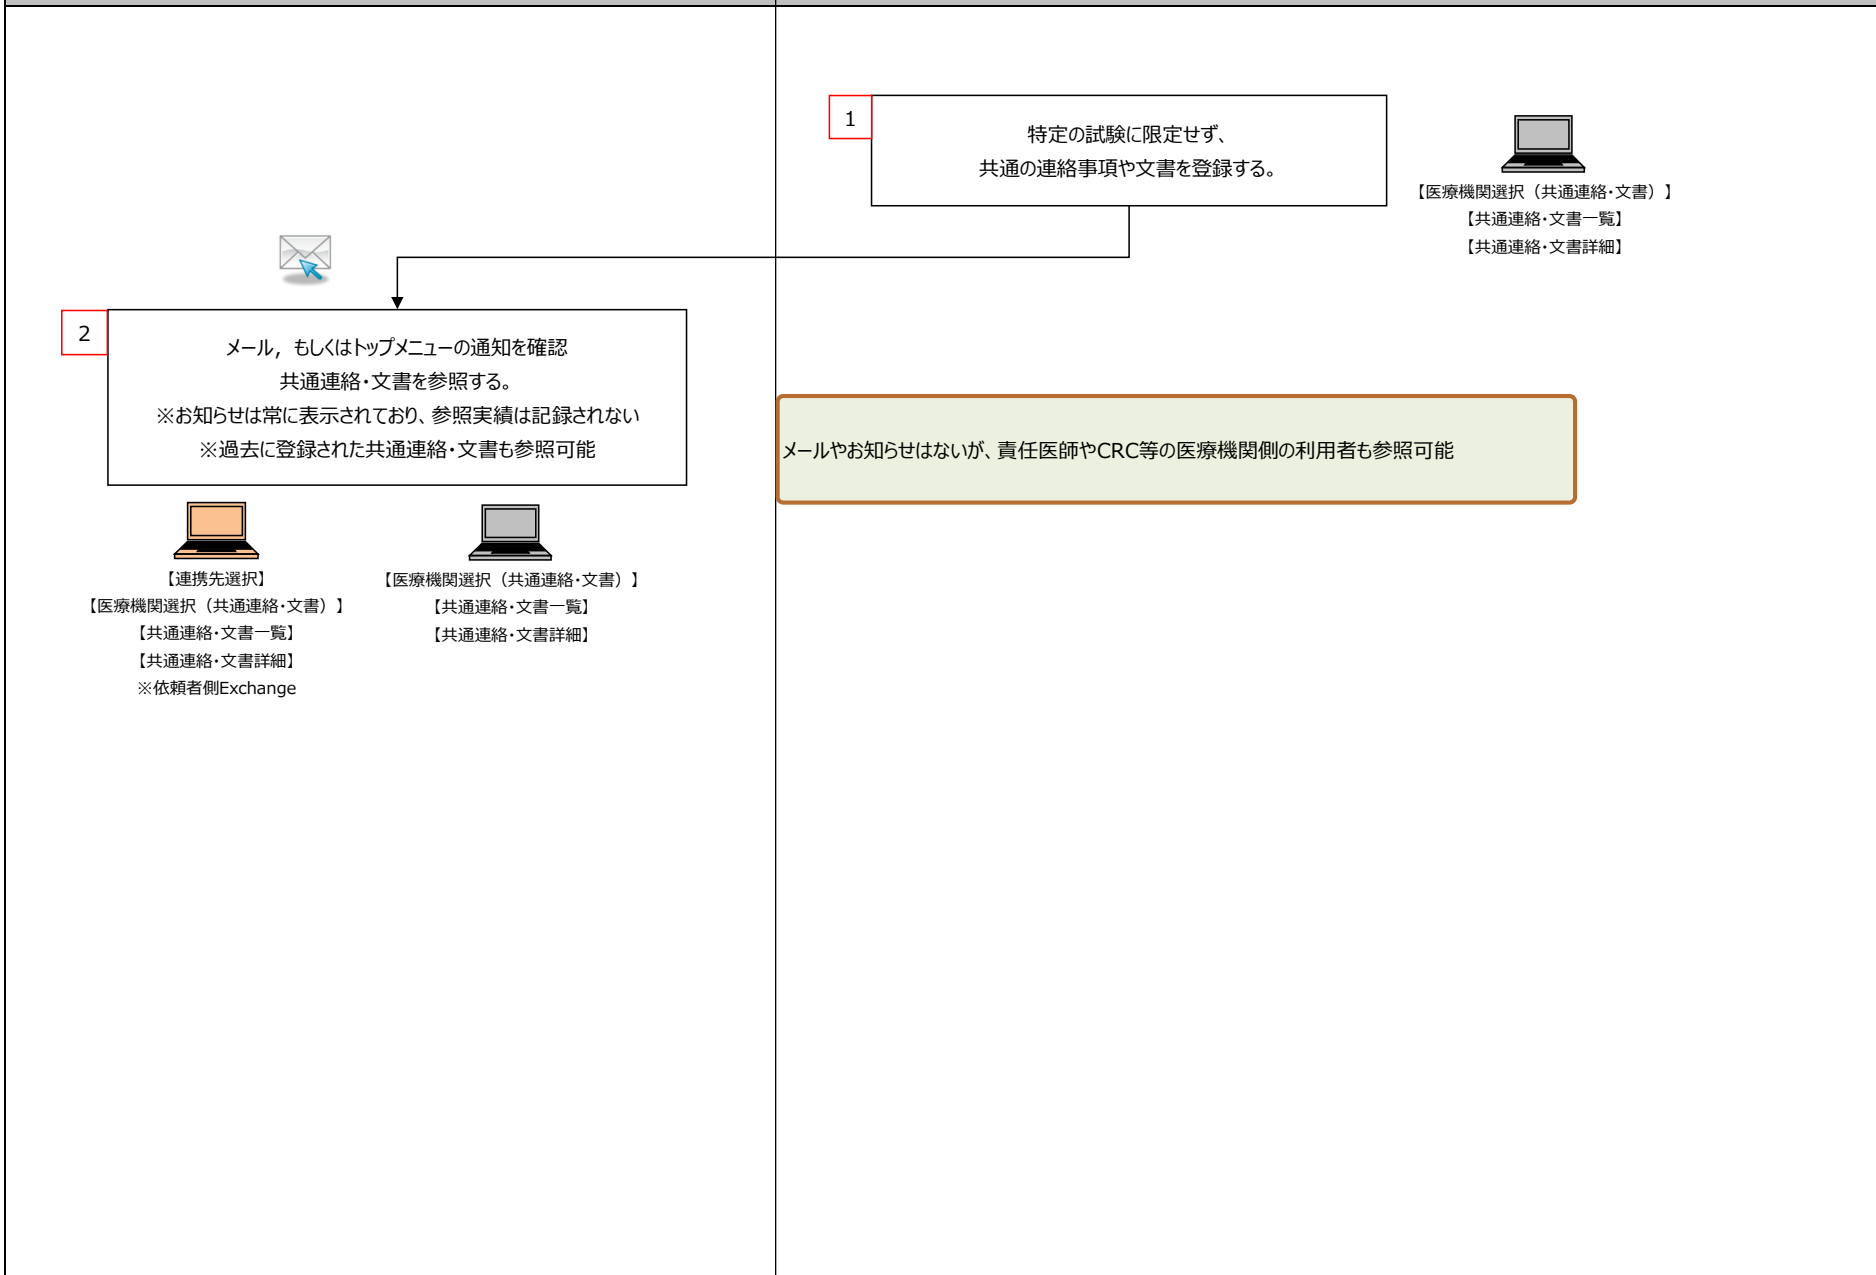 1
特定の試験に限定せず、
共通の連絡事項や文書を登録する。
【医療機関選択（共通連絡・文書）】
【共通連絡・文書一覧】
【共通連絡・文書詳細】
2
メール，もしくはトップメニューの通知を確認
共通連絡・文書を参照する。
※お知らせは常に表示されており、参照実績は記録されない
※過去に登録された共通連絡・文書も参照可能
メールやお知らせはないが、責任医師やCRC等の医療機関側の利用者も参照可能
【連携先選択】
【医療機関選択（共通連絡・文書）】
【共通連絡・文書一覧】
【共通連絡・文書詳細】
※依頼者側Exchange
【医療機関選択（共通連絡・文書）】
【共通連絡・文書一覧】
【共通連絡・文書詳細】